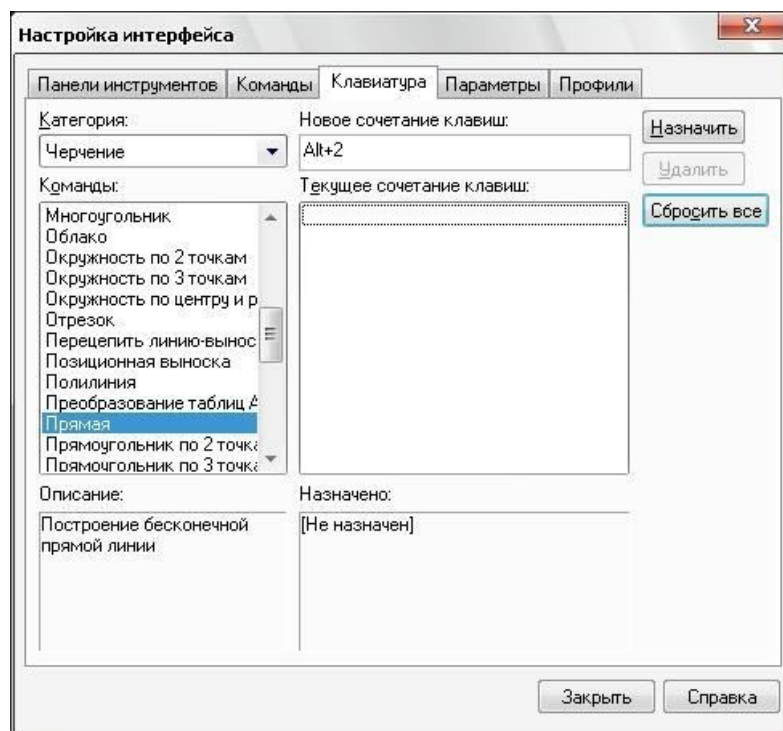 Настройка интерфейса
Панели инструментов Команды Клавиатура Параметры Профили
Категория:
Черчение
Команды:
Многоугольник
Облако
Окружность по 2 точкам
Окружность по 3 точкам
Окружность по центру и р
Отрезок
Перецепить линию-вынос
Позиционная выноска
Полилиния
Преобразование таблиц A
Прямая
Прямоугольник по 2 точка
Прямоугольник по 3 точка
Описание:
Построение бесконечной
прямой линии
Новое сочетание клавиш:
Alt+2
Текущее сочетание клавиш:
Назначено:
[Не назначен]
Назначить
Удалить
Сбросить все
Закрыть Справка